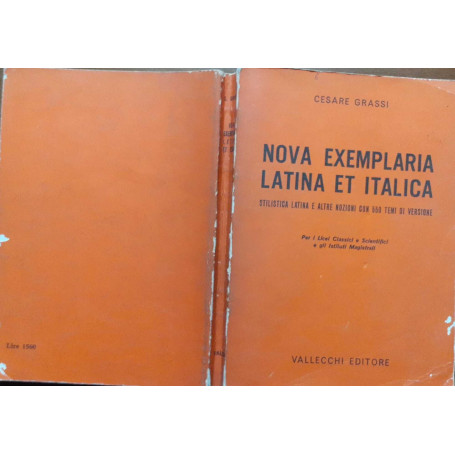 CESARE GRASSI
NOVA EXEMPLARIA
LATINA ET ITALICA
STILISTICA LATINA E ALTRE NOZIONI CON 650 TEMI DI VERSIONE
Per i Licei Classici e Scientifici
e gli Istituti Magistrali
VALLECCHI EDITORE
Lire 1500